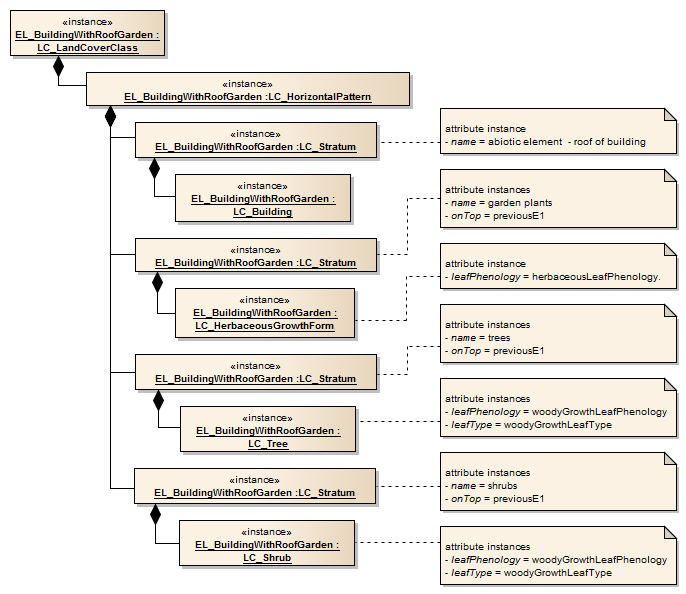 «instance»
EL_BuildingWithRoofGarden :
LC_LandCoverClass
«instance»
EL_BuildingWithRoofGarden :LC_HorizontalPattern
«instance»
EL_BuildingWithRoofGarden :LC_Stratum
attribute instance
- name = abiotic element - roof of building
«instance»
EL_BuildingWithRoofGarden :
LC_Building
attribute instances
- name = garden plants
- onTop = previousE1
«instance»
EL_BuildingWithRoofGarden :LC_Stratum
attribute instance
- leafPhenology = herbaceousLeafPhenology.
«instance»
EL_BuildingWithRoofGarden :
LC_HerbaceousGrowthForm
attribute instances
- name = trees
- onTop = previousE1
«instance»
EL_BuildingWithRoofGarden :LC_Stratum
attribute instances
- leafPhenology = woodyGrowthLeafPhenology
- leafType = woodyGrowthLeafType
«instance»
EL_BuildingWithRoofGarden :
LC_Tree
attribute instances
- name = shrubs
- onTop = previousE1
«instance»
EL_BuildingWithRoofGarden :LC_Stratum
«instance»
EL_BuildingWithRoofGarden :
LC_Shrub
attribute instances
- leafPhenology = woodyGrowthLeafPhenology
- leafType = woodyGrowthLeafType